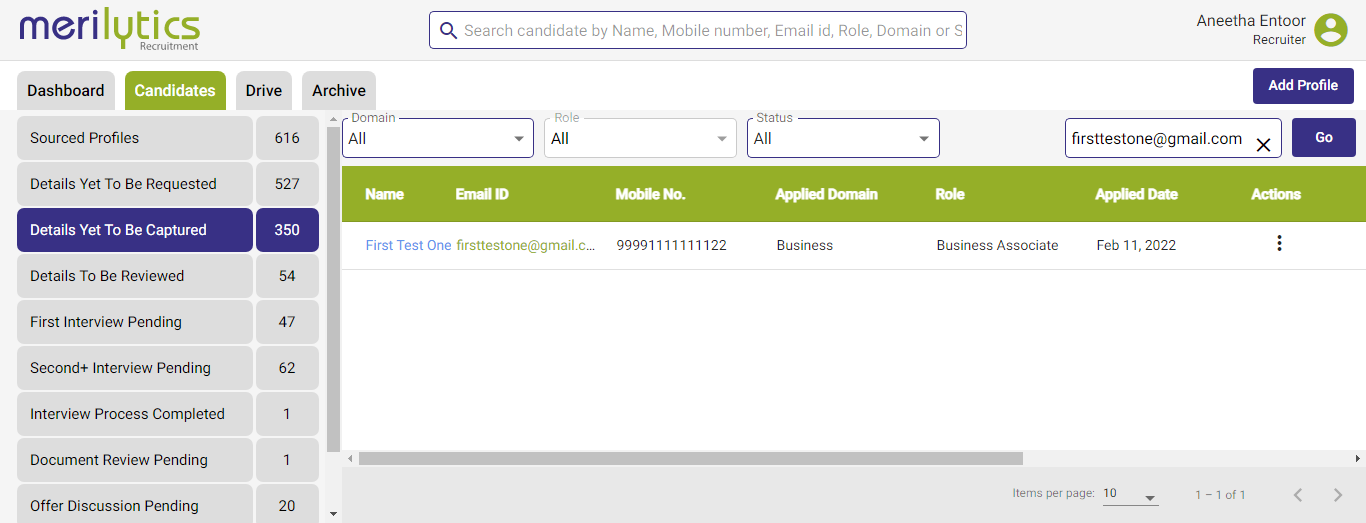 merilytics
Recruitment
Search candidate by Name, Mobile number, Email id, Role, Domain or S
Aneetha Entoor
Recruiter
Dashboard Candidates Drive Archive
Add Profile
Sourced Profiles 616
Details Yet To Be Requested 527
Details Yet To Be Captured 350
Details To Be Reviewed 54
First Interview Pending 47
Second+ Interview Pending 62
Interview Process Completed 1
Document Review Pending 1
Offer Discussion Pending 20
Domain Role Status
All All All firsttestone@gmail.com Go
Name Email ID Mobile No. Applied Domain Role Applied Date Actions
First Test One firsttestone@gmail.c... 99991111111122 Business Business Associate Feb 11, 2022
Items per page: 10 1 – 1 of 1